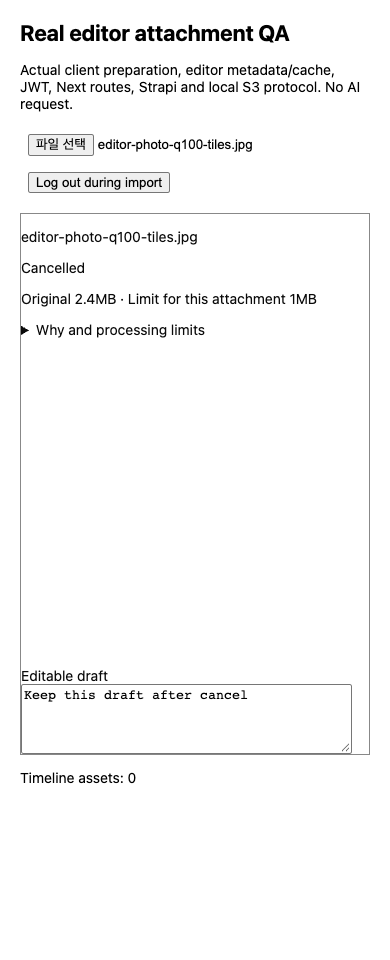 Real editor attachment QA
Actual client preparation, editor metadata/cache,
JWT, Next routes, Strapi and local S3 protocol. No AI
request.
파일 선택 editor-photo-q100-tiles.jpg
Log out during import
editor-photo-q100-tiles.jpg
Cancelled
Original 2.4MB · Limit for this attachment 1MB
Why and processing limits
Editable draft
Keep this draft after cancel
Timeline assets: 0